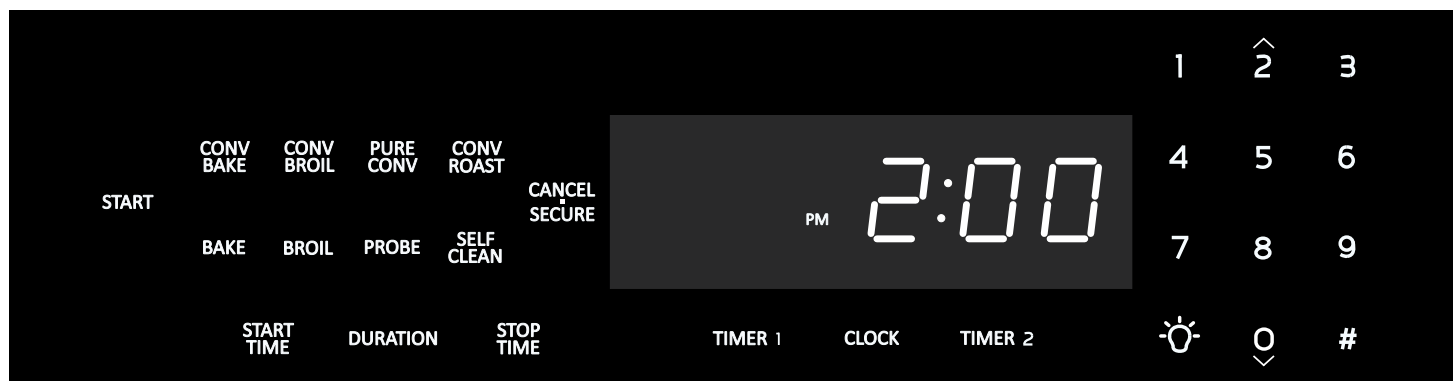 START
CONV
BAKE
CONV
BROIL
PURE
CONV
CONV
ROAST
BAKE
BROIL
PROBE
SELF
CLEAN
CANCEL
SECURE
START
TIME
DURATION
STOP
TIME
PM 2:00
TIMER 1
CLOCK
TIMER 2
1 2 3
4 5 6
7 8 9
0 #